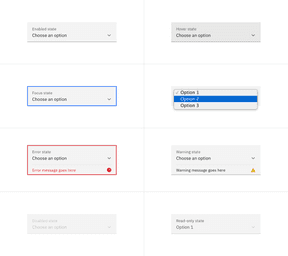 Enabled state
Choose an option
Hover state
Choose an option
Focus state
Choose an option
✓ Option 1
Option 2
Option 3
Error state
Choose an option
Error message goes here
Warning state
Choose an option
Warning message goes here
Choose an option
Read-only state
Option 1